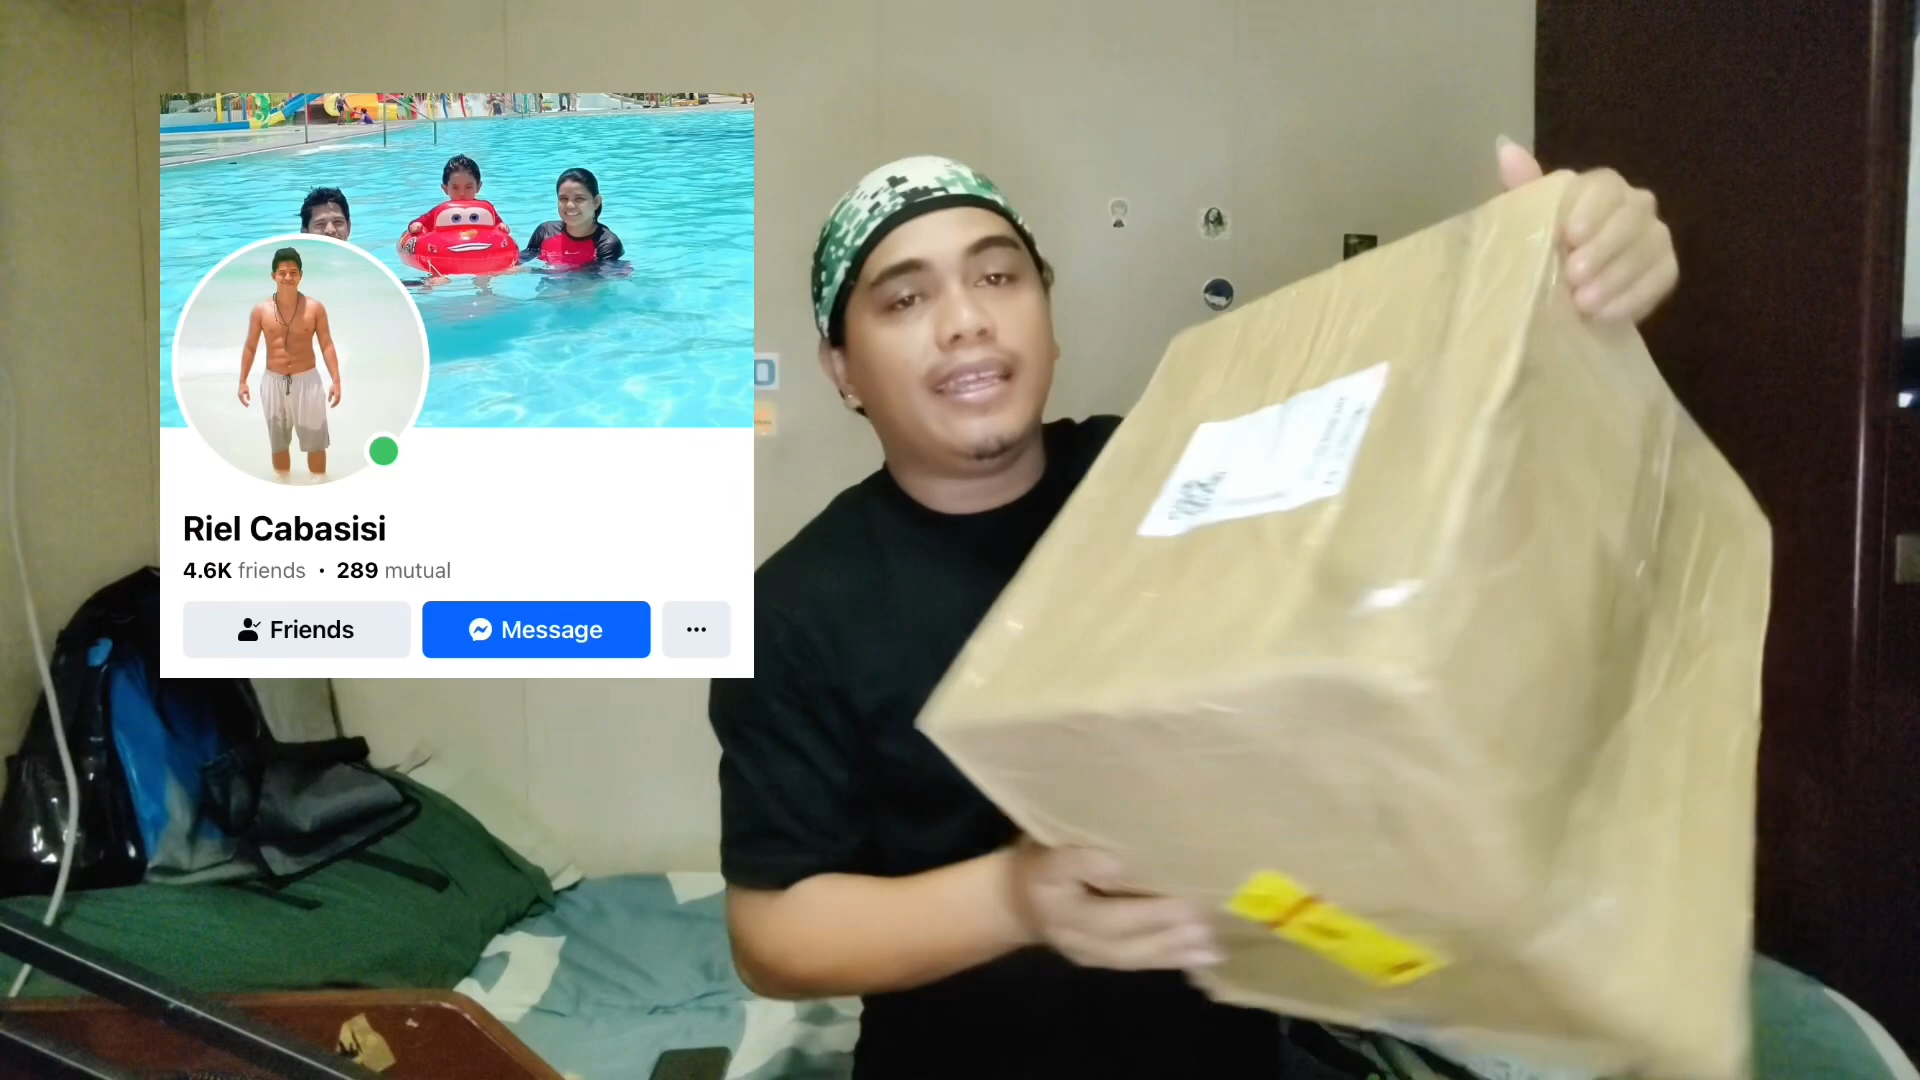 Riel Cabasisi
4.6K friends · 289 mutual
Friends
Message